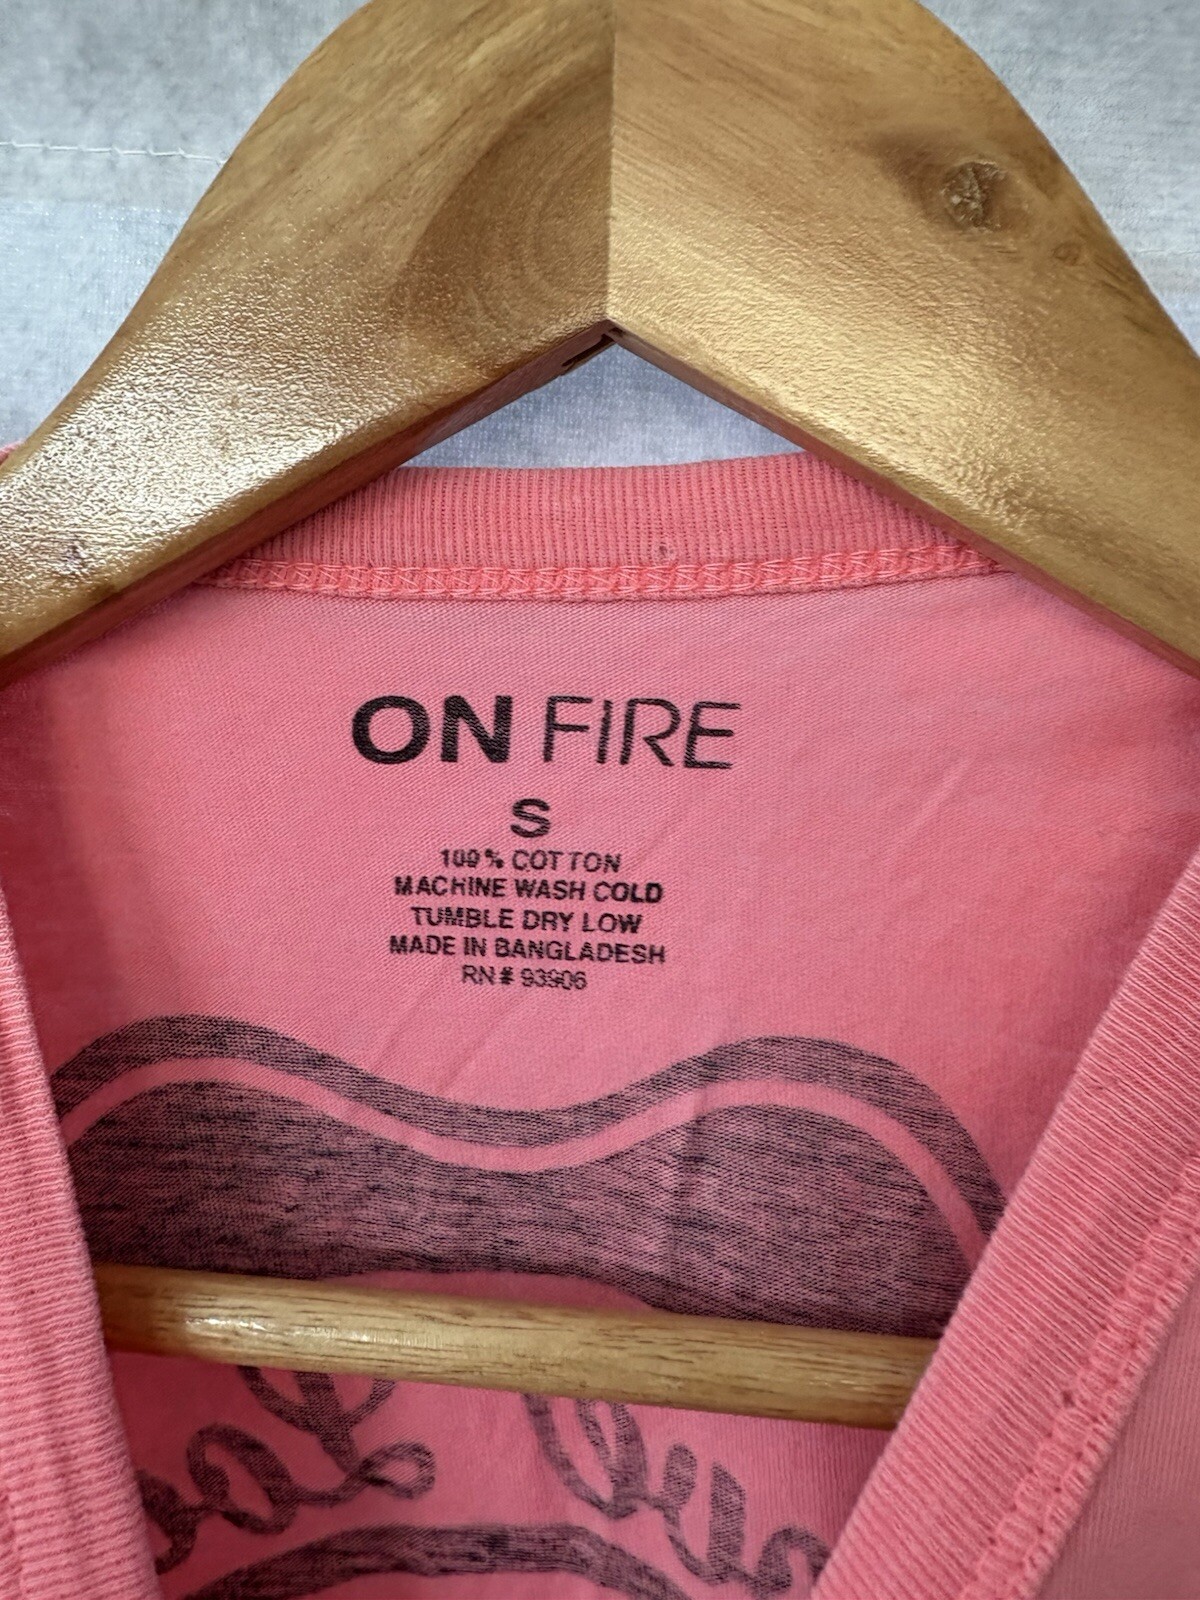 ON FIRE
S
100% COTTON
MACHINE WASH COLD
TUMBLE DRY LOW
MADE IN BANGLADESH
RN# 93906